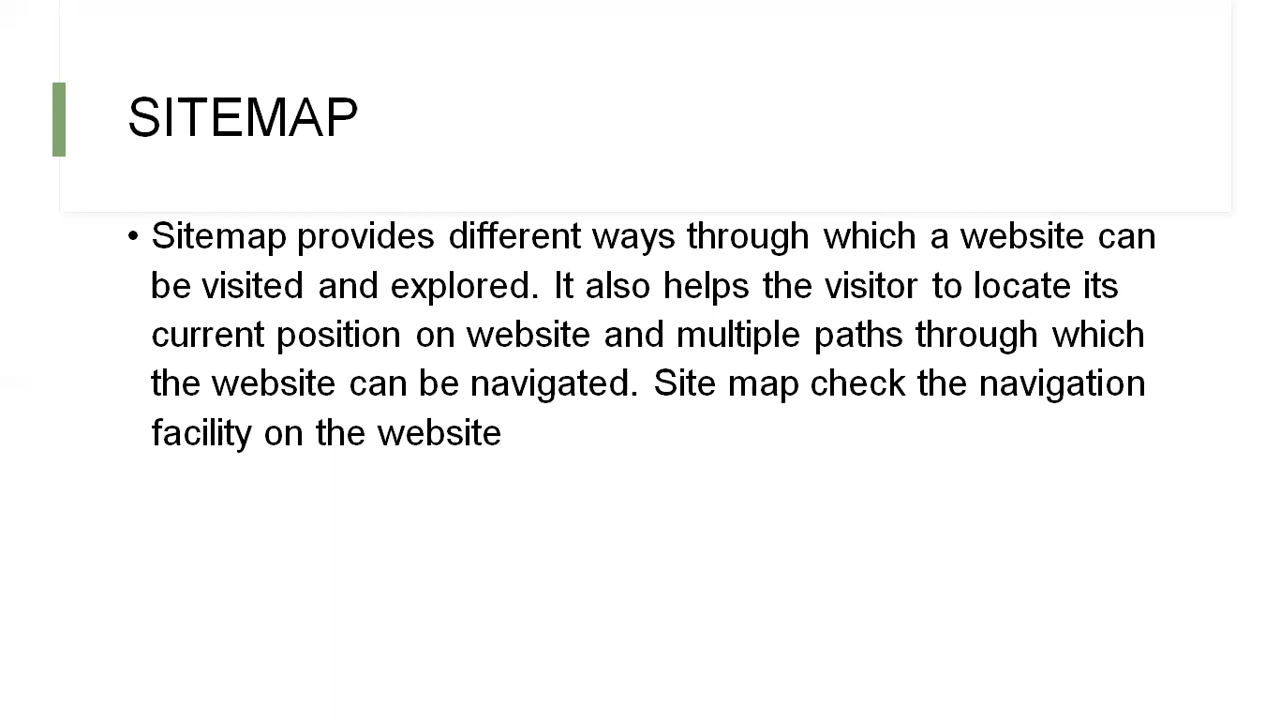 SITEMAP
• Sitemap provides different ways through which a website can
be visited and explored. It also helps the visitor to locate its
current position on website and multiple paths through which
the website can be navigated. Site map check the navigation
facility on the website